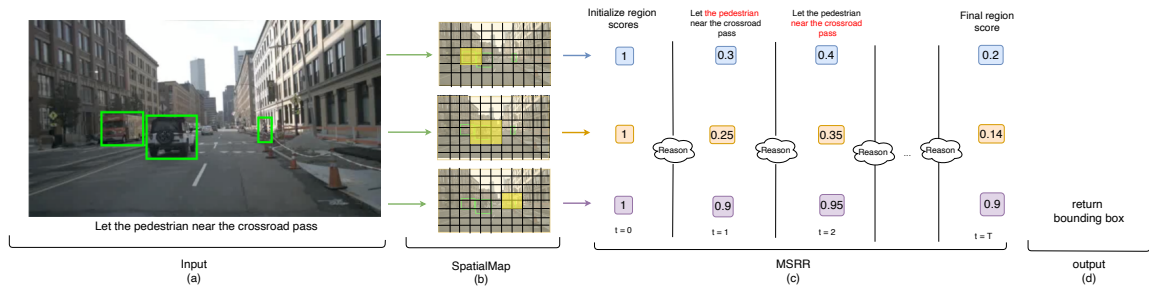 Let the pedestrian near the crossroad pass
Input
(a)
SpatialMap
(b)
Initialize region
scores
1
1
1
t = 0
Reason
Let the pedestrian
near the crossroad
pass
0.3
0.25
0.9
t = 1
Reason
Let the pedestrian
near the crossroad
pass
0.4
0.35
0.95
t = 2
Reason
...
Reason
Final region
score
0.2
0.14
0.9
t = T
MSRR
(c)
return
bounding box
output
(d)